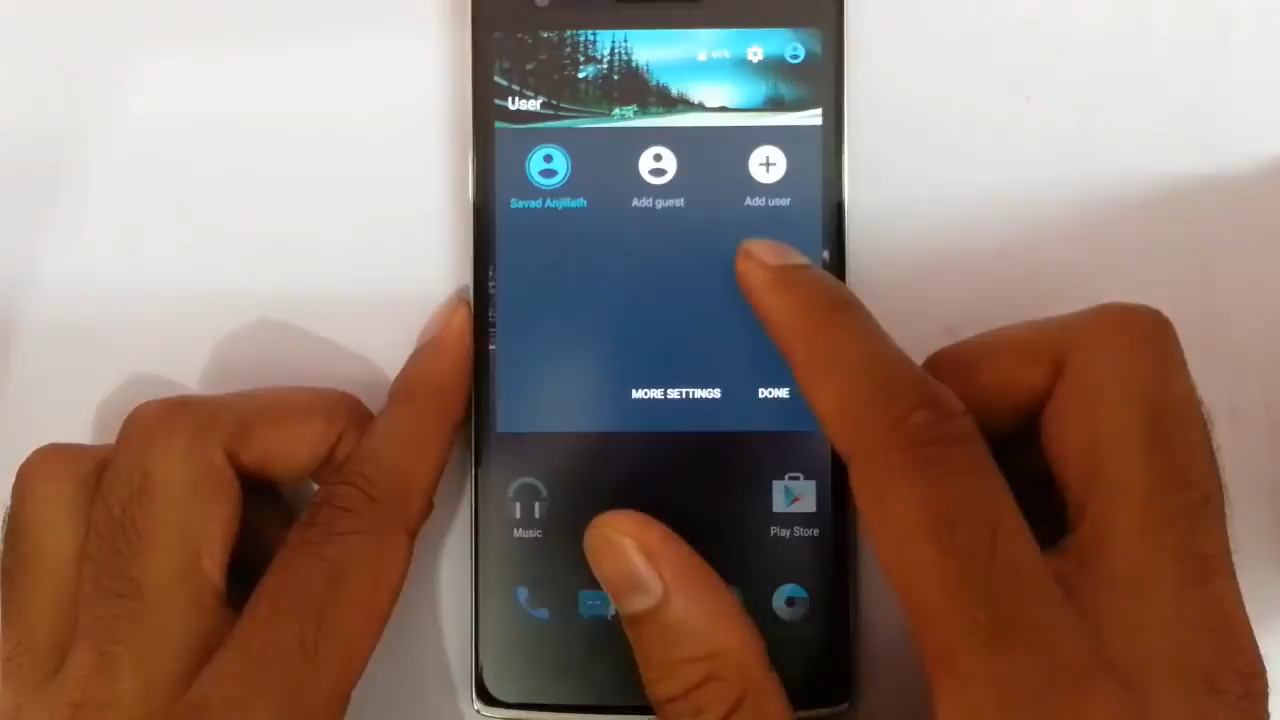 User
Savad Anjillath
Add guest
Add user
MORE SETTINGS
DONE
Music
Play Store